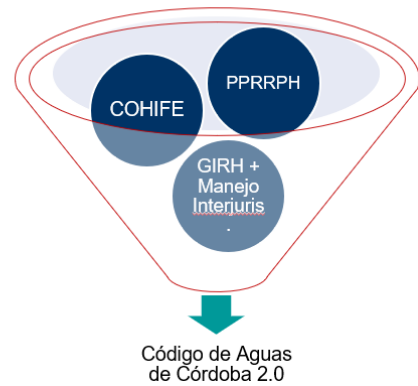 PPRRPH
COHIFE
GIRH +
Manejo
Interjuris
.
Código de Aguas
de Córdoba 2.0